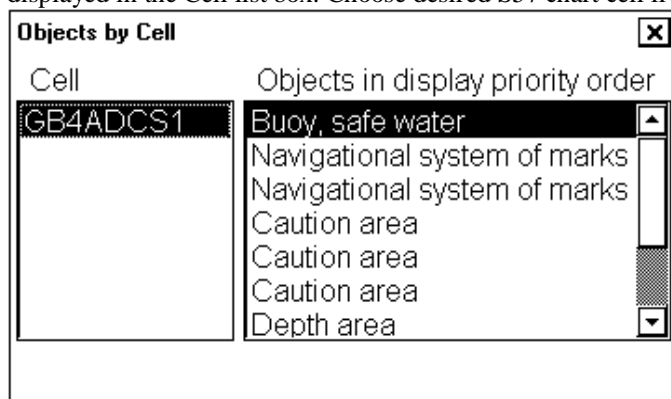 displayed in the Cell list box. Choose desired S57 chart cell if
Objects by Cell
Cell
Objects in display priority order
GB4ADCS1
Buoy, safe water
Navigational system of marks
Navigational system of marks
Caution area
Caution area
Caution area
Depth area